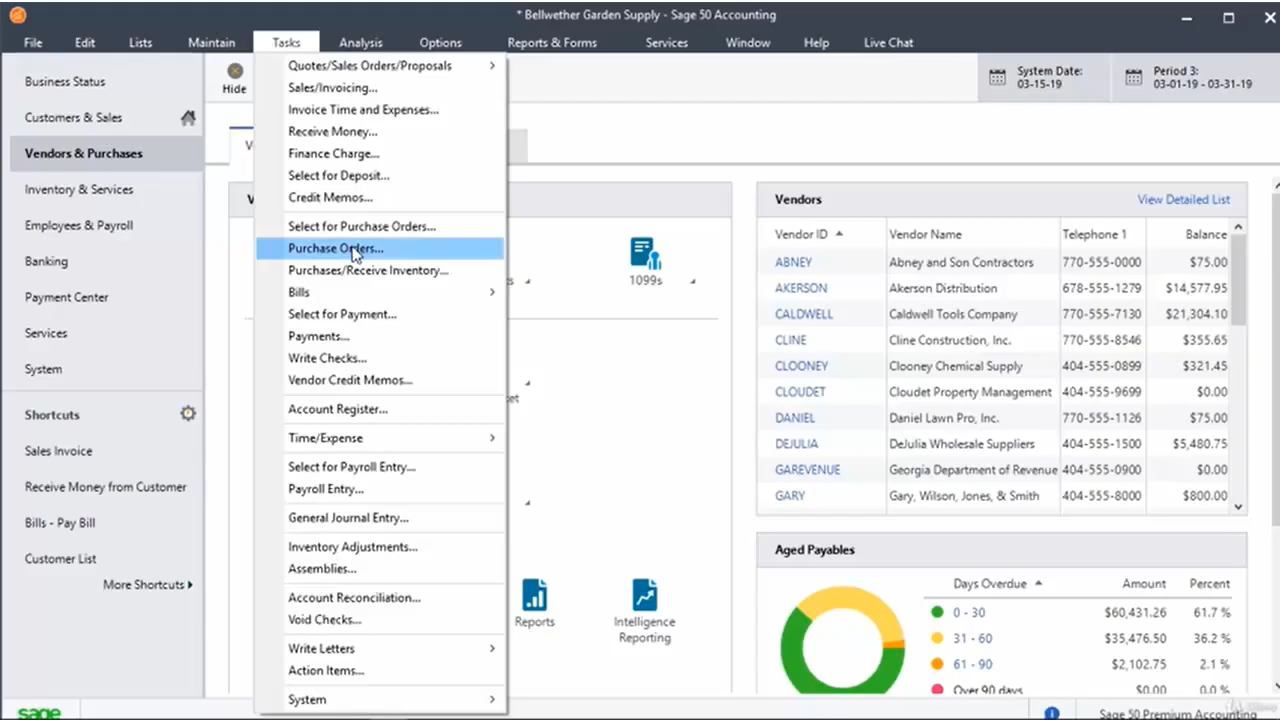 * Bellwether Garden Supply - Sage 50 Accounting
File Edit Lists Maintain Tasks Analysis Options Reports & Forms Services Window Help Live Chat
Business Status
Customers & Sales
Vendors & Purchases
Inventory & Services
Employees & Payroll
Banking
Payment Center
Services
System
Shortcuts
Sales Invoice
Receive Money from Customer
Bills - Pay Bill
Customer List
More Shortcuts
sage
Hide
Quotes/Sales Orders/Proposals
Sales/Invoicing...
Invoice Time and Expenses...
Receive Money...
Finance Charge...
Select for Deposit...
Credit Memos...
Select for Purchase Orders...
Purchase Orders...
Purchases/Receive Inventory...
Bills
Select for Payment...
Payments...
Write Checks...
Vendor Credit Memos...
Account Register...
Time/Expense
Select for Payroll Entry...
Payroll Entry...
General Journal Entry...
Inventory Adjustments...
Assemblies...
Account Reconciliation...
Void Checks...
Write Letters
Action Items...
System
1099s
Reports
Intelligence
Reporting
System Date:
03-15-19
Period 3:
03-01-19 - 03-31-19
Vendors View Detailed List
Vendor ID Vendor Name Telephone 1 Balance
ABNEY Abney and Son Contractors 770-555-0000 $75.00
AKERSON Akerson Distribution 678-555-1279 $14,577.95
CALDWELL Caldwell Tools Company 770-555-7130 $21,304.10
CLINE Cline Construction, Inc. 770-555-8546 $355.65
CLOONEY Clooney Chemical Supply 404-555-0899 $321.45
CLOUDET Cloudet Property Management 404-555-9699 $0.00
DANIEL Daniel Lawn Pro, Inc. 770-555-1126 $75.00
DEJULIA DeJulia Wholesale Suppliers 404-555-1500 $5,480.75
GAREVENUE Georgia Department of Revenue 404-555-0900 $0.00
GARY Gary, Wilson, Jones, & Smith 404-555-8000 $800.00
Aged Payables
Days Overdue Amount Percent
0 - 30 $60,431.26 61.7 %
31 - 60 $35,476.50 36.2 %
61 - 90 $2,102.75 2.1 %
Over 90 days $0.00 0.0 %
Sage 50 Premium Accounting